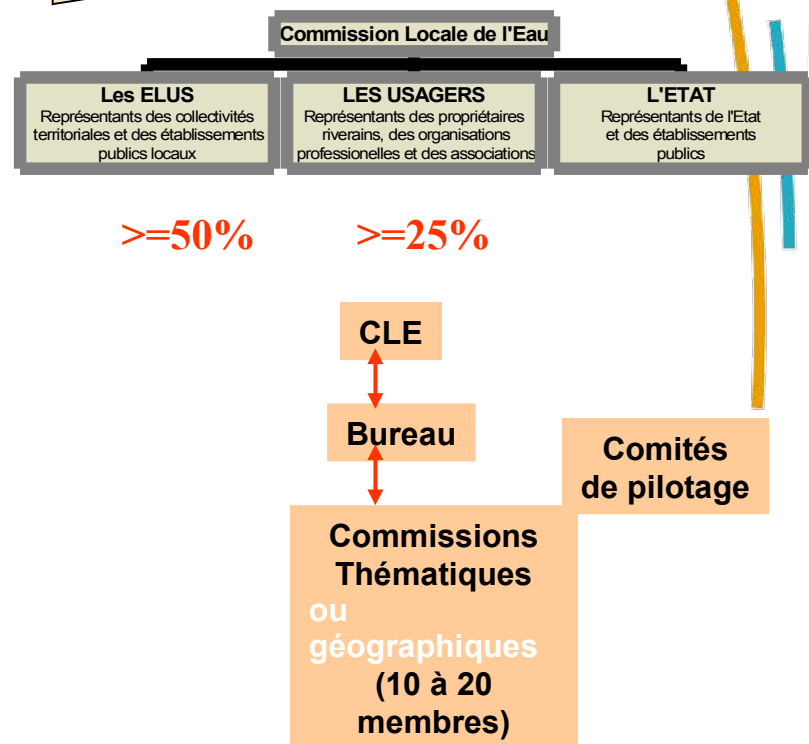 Commission Locale de l'Eau
Les ELUS
Représentants des collectivités
territoriales et des établissements
publics locaux
LES USAGERS
Représentants des propriétaires
riverains, des organisations
professionelles et des associations
L'ETAT
Représentants de l'Etat
et des établissements
publics
>=50%
>=25%
CLE
Bureau
Comités
de pilotage
Commissions
Thématiques
ou
géographiques
(10 à 20
membres)